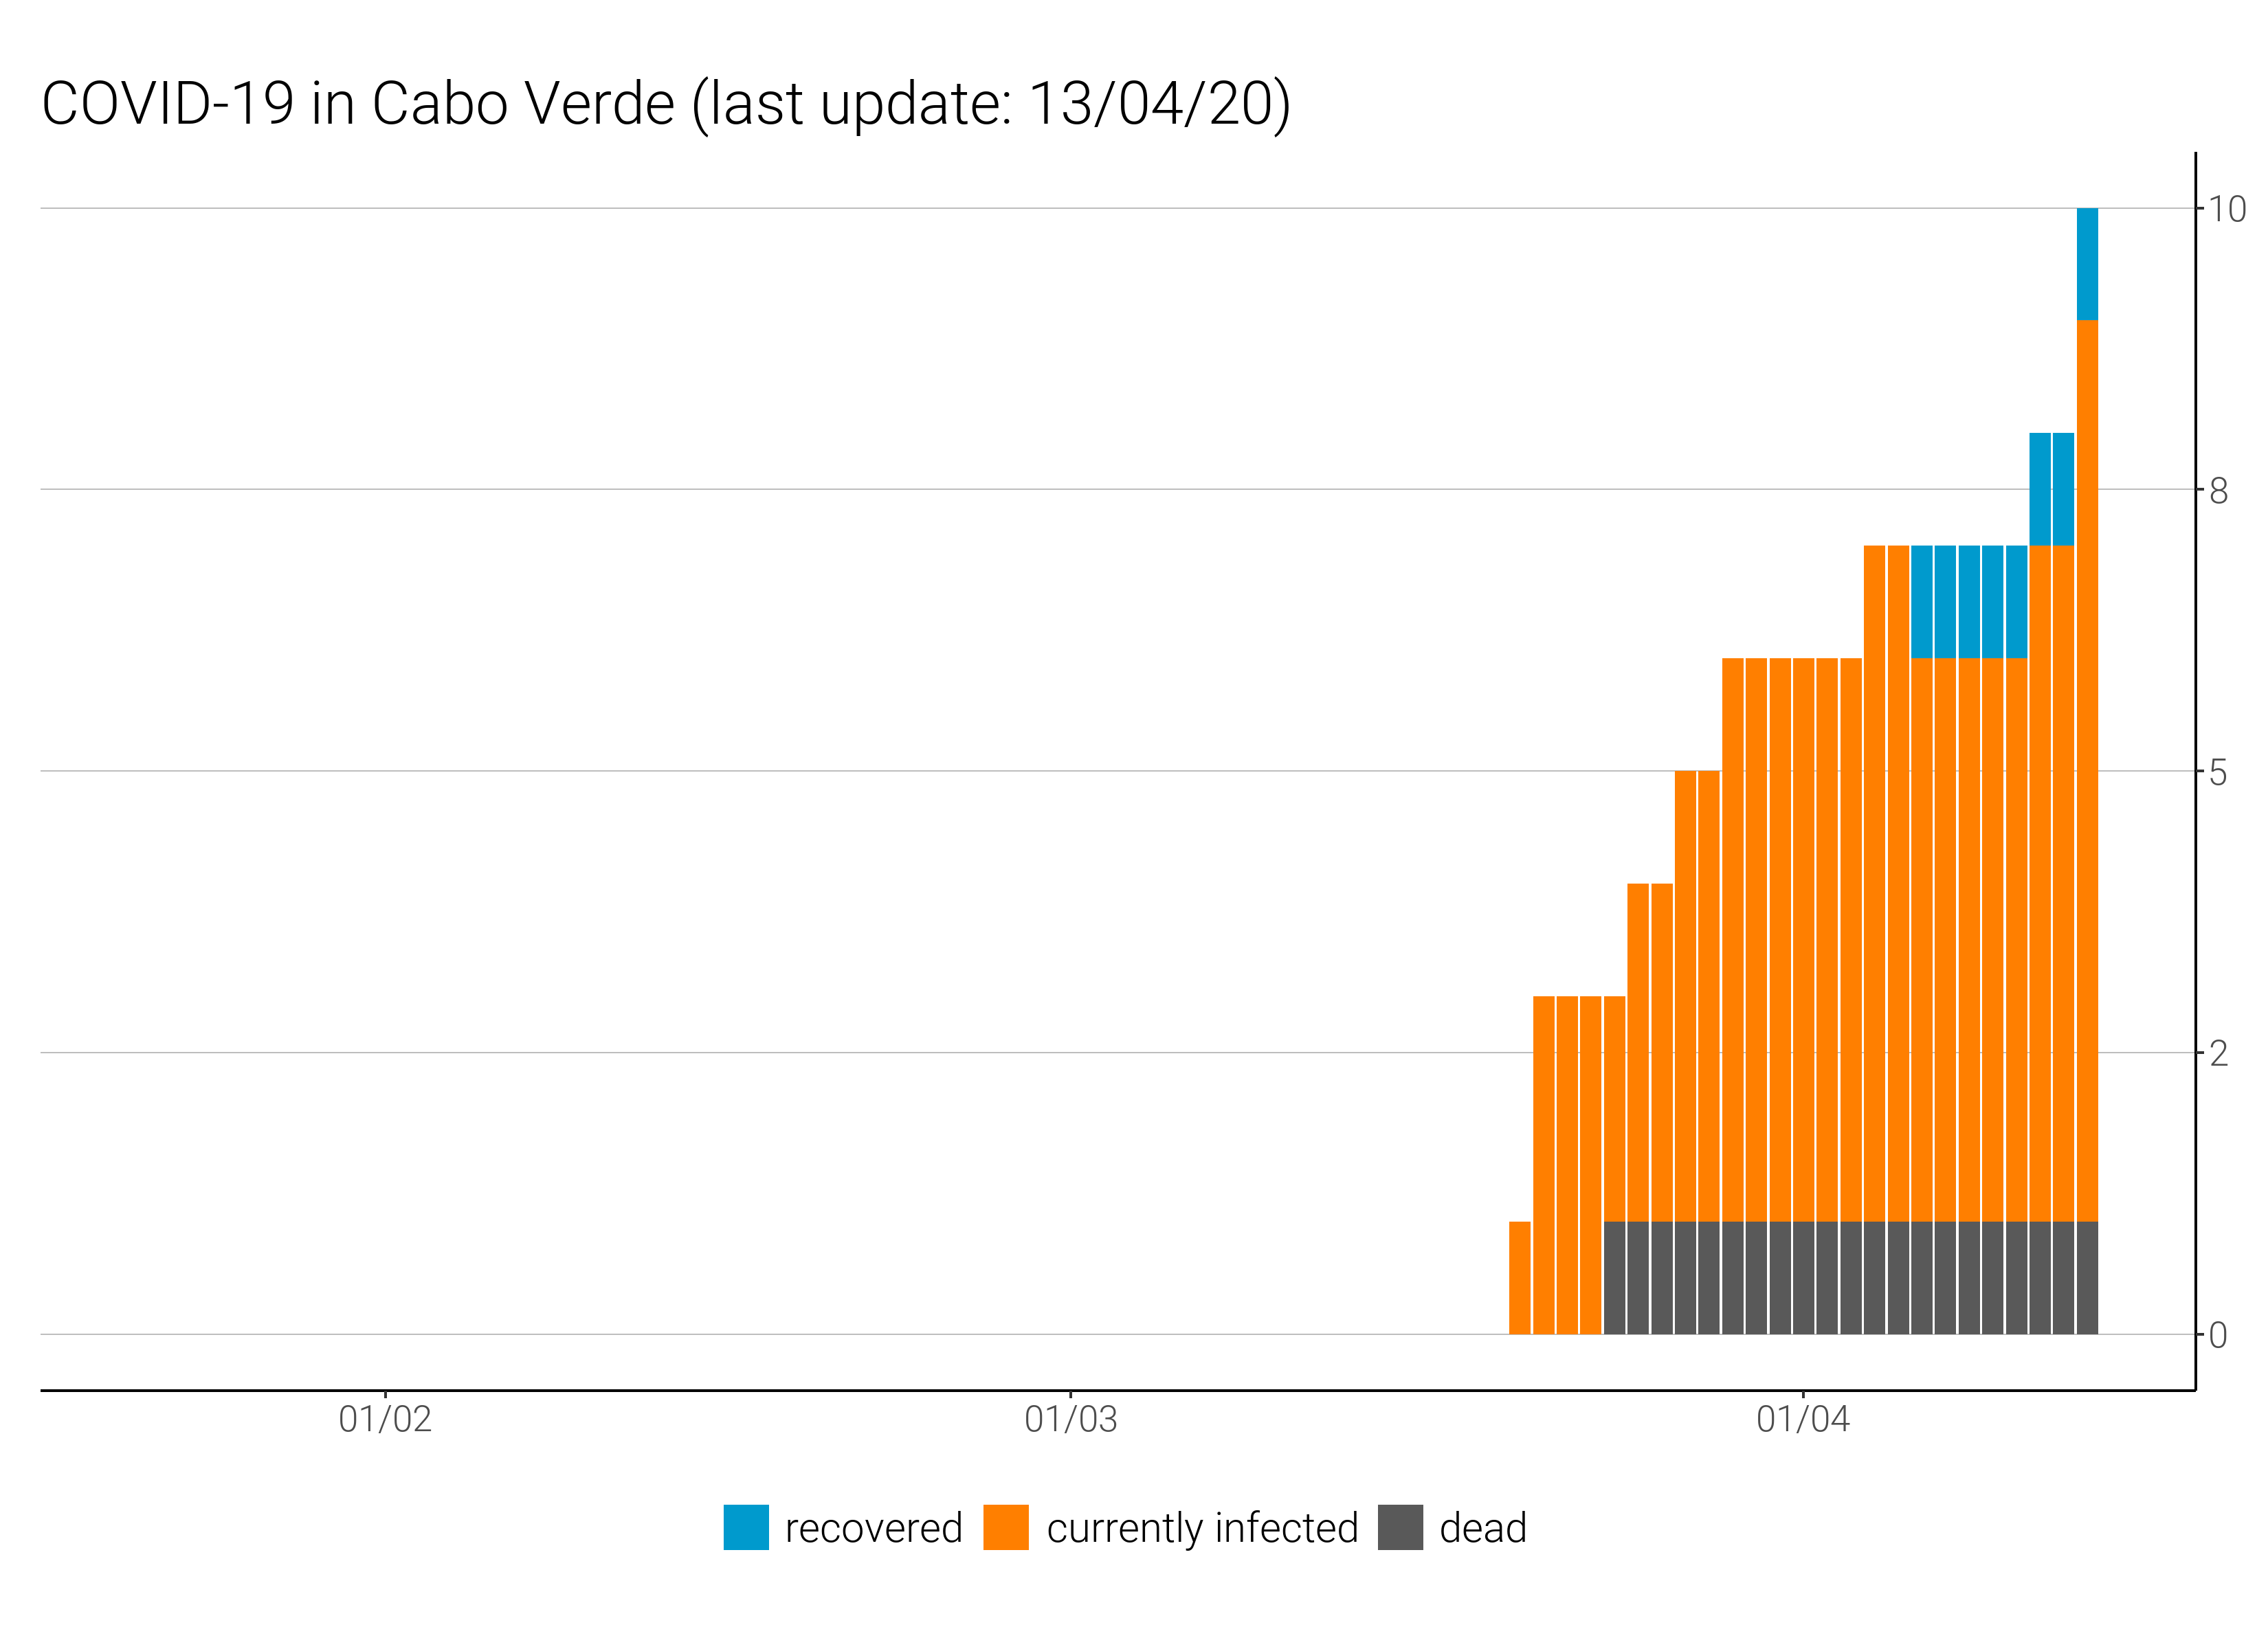 COVID-19 in Cabo Verde (last update: 13/04/20)
10
8
5
2
0
01/02 01/03 01/04
recovered currently infected dead